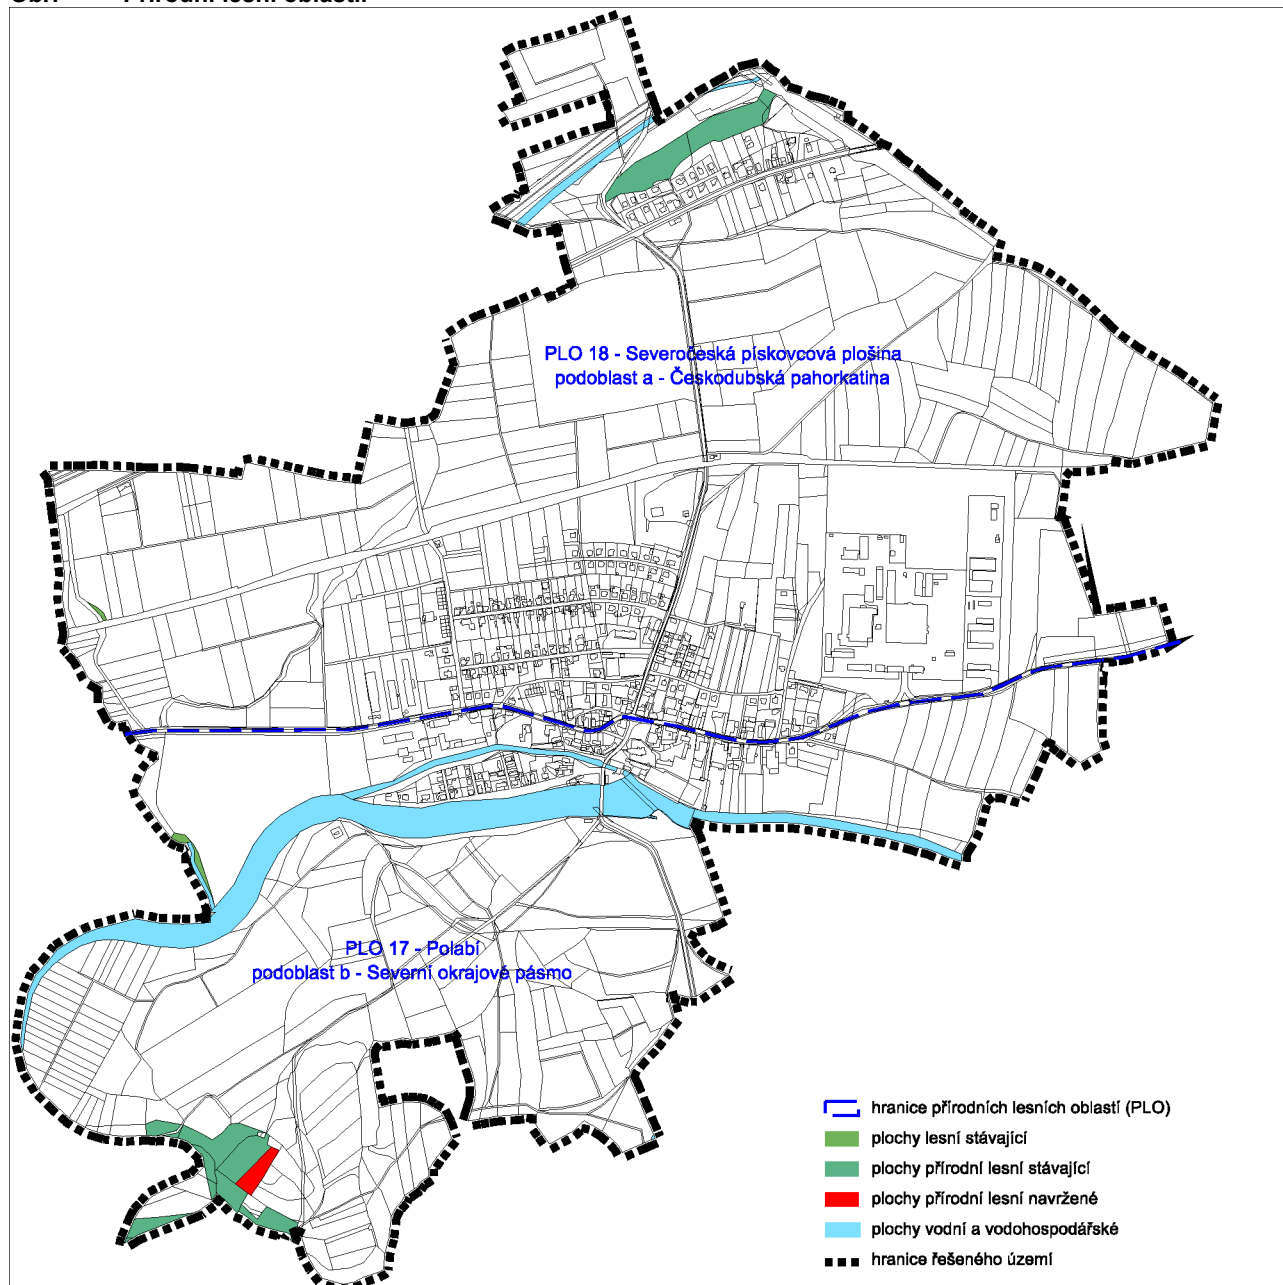 PLO 18 - Severočeská pískovcová plošina
podoblast a - Českodubská pahorkatina
PLO 17 - Polabí
podoblast b - Severní okrajové pásmo
hranice přírodních lesních oblastí (PLO)
plochy lesní stávající
plochy přírodní lesní stávající
plochy přírodní lesní navržené
plochy vodní a vodohospodářské
hranice řešeného území